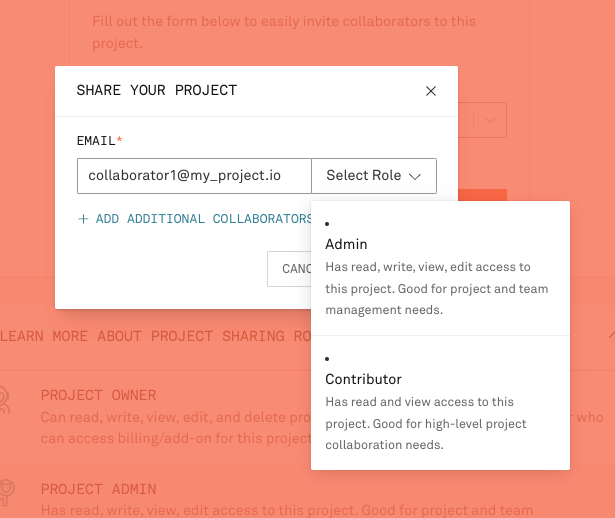 Fill out the form below to easily invite collaborators to this
project.
SHARE YOUR PROJECT
EMAIL*
collaborator1@my_project.io
Select Role
+ ADD ADDITIONAL COLLABORATORS
CANC
Admin
Has read, write, view, edit access to
this project. Good for project and team
management needs.
Contributor
Has read and view access to this
project. Good for high-level project
collaboration needs.
LEARN MORE ABOUT PROJECT SHARING RO
PROJECT OWNER
Can read, write, view, edit, and delete pro who
can access billing/add-on for this project
PROJECT ADMIN
Has read, write, view, edit access to this project. Good for project and team